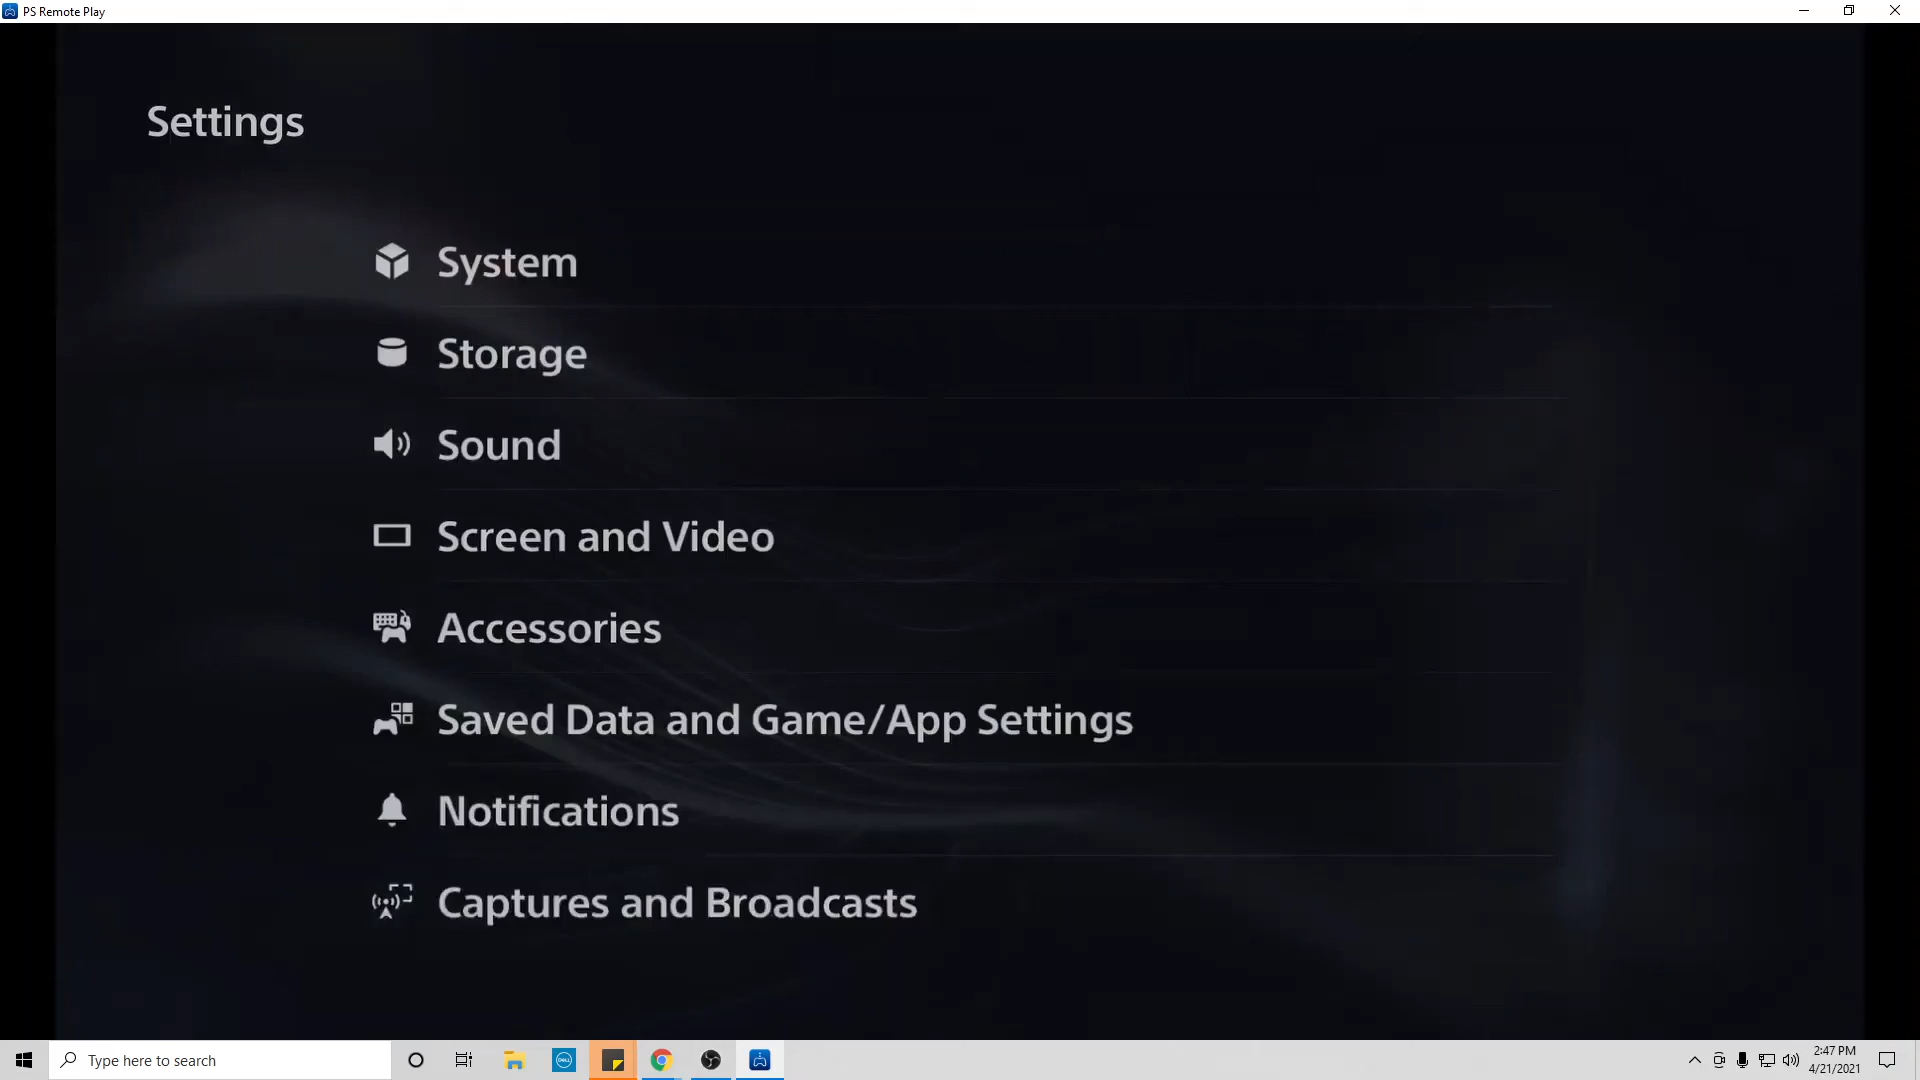 PS Remote Play
Settings
System
Storage
Sound
Screen and Video
Accessories
Saved Data and Game/App Settings
Notifications
Captures and Broadcasts
Type here to search
DELL
2:47 PM
4/21/2021